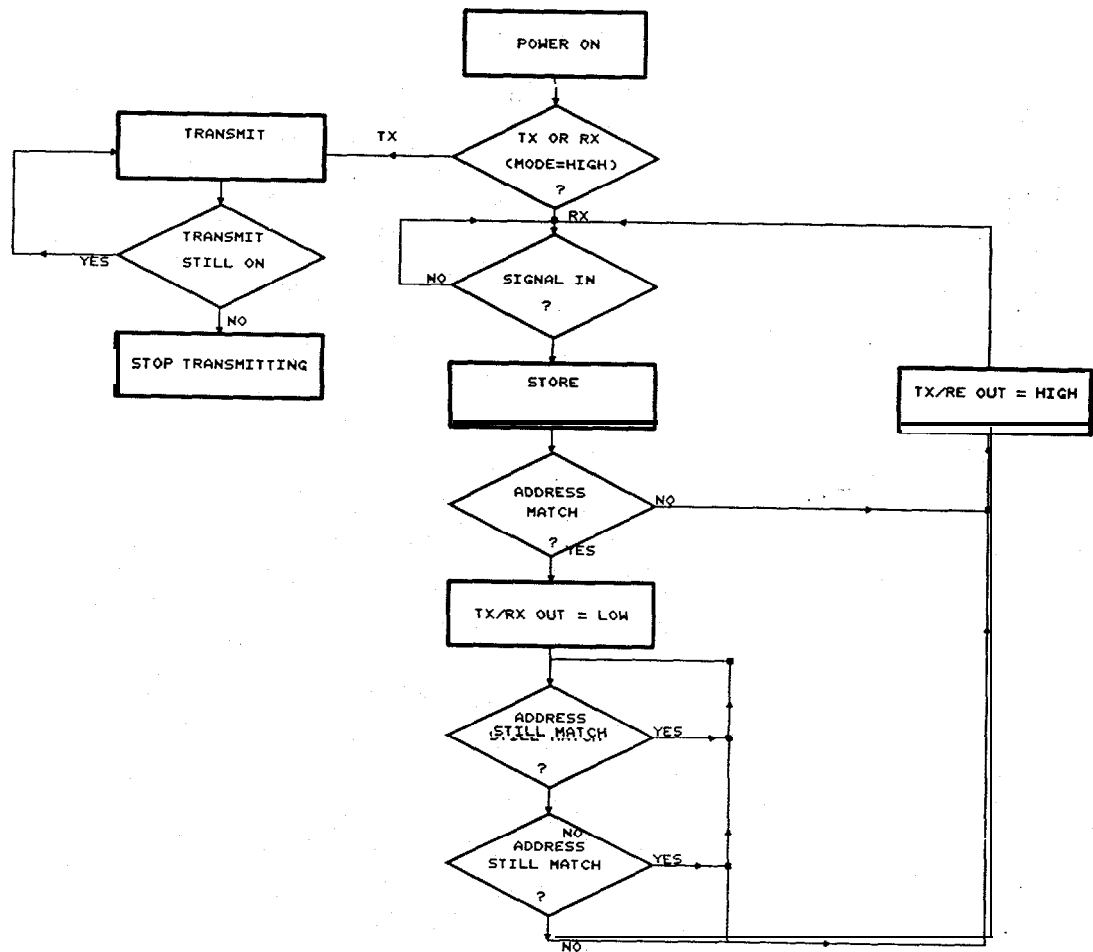 POWER ON
TX OR RX
(MODE=HIGH)
?
TX
TRANSMIT
RX
TRANSMIT
STILL ON
YES
NO
STOP TRANSMITTING
SIGNAL IN
?
NO
STORE
TX/RE OUT = HIGH
ADDRESS
MATCH
?
NO
YES
TX/RX OUT = LOW
ADDRESS
STILL MATCH
?
YES
NO
ADDRESS
STILL MATCH
?
YES
NO